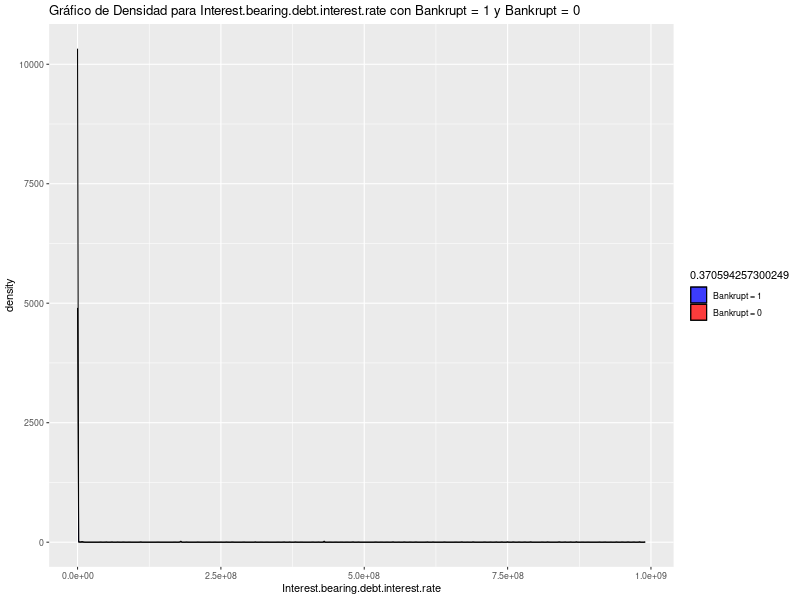 Gráfico de Densidad para Interest.bearing.debt.interest.rate con Bankrupt = 1 y Bankrupt = 0
10000
7500
5000
2500
0
density
0.0e+00
2.5e+08
5.0e+08
7.5e+08
1.0e+09
Interest.bearing.debt.interest.rate
0.370594257300249
Bankrupt = 1
Bankrupt = 0